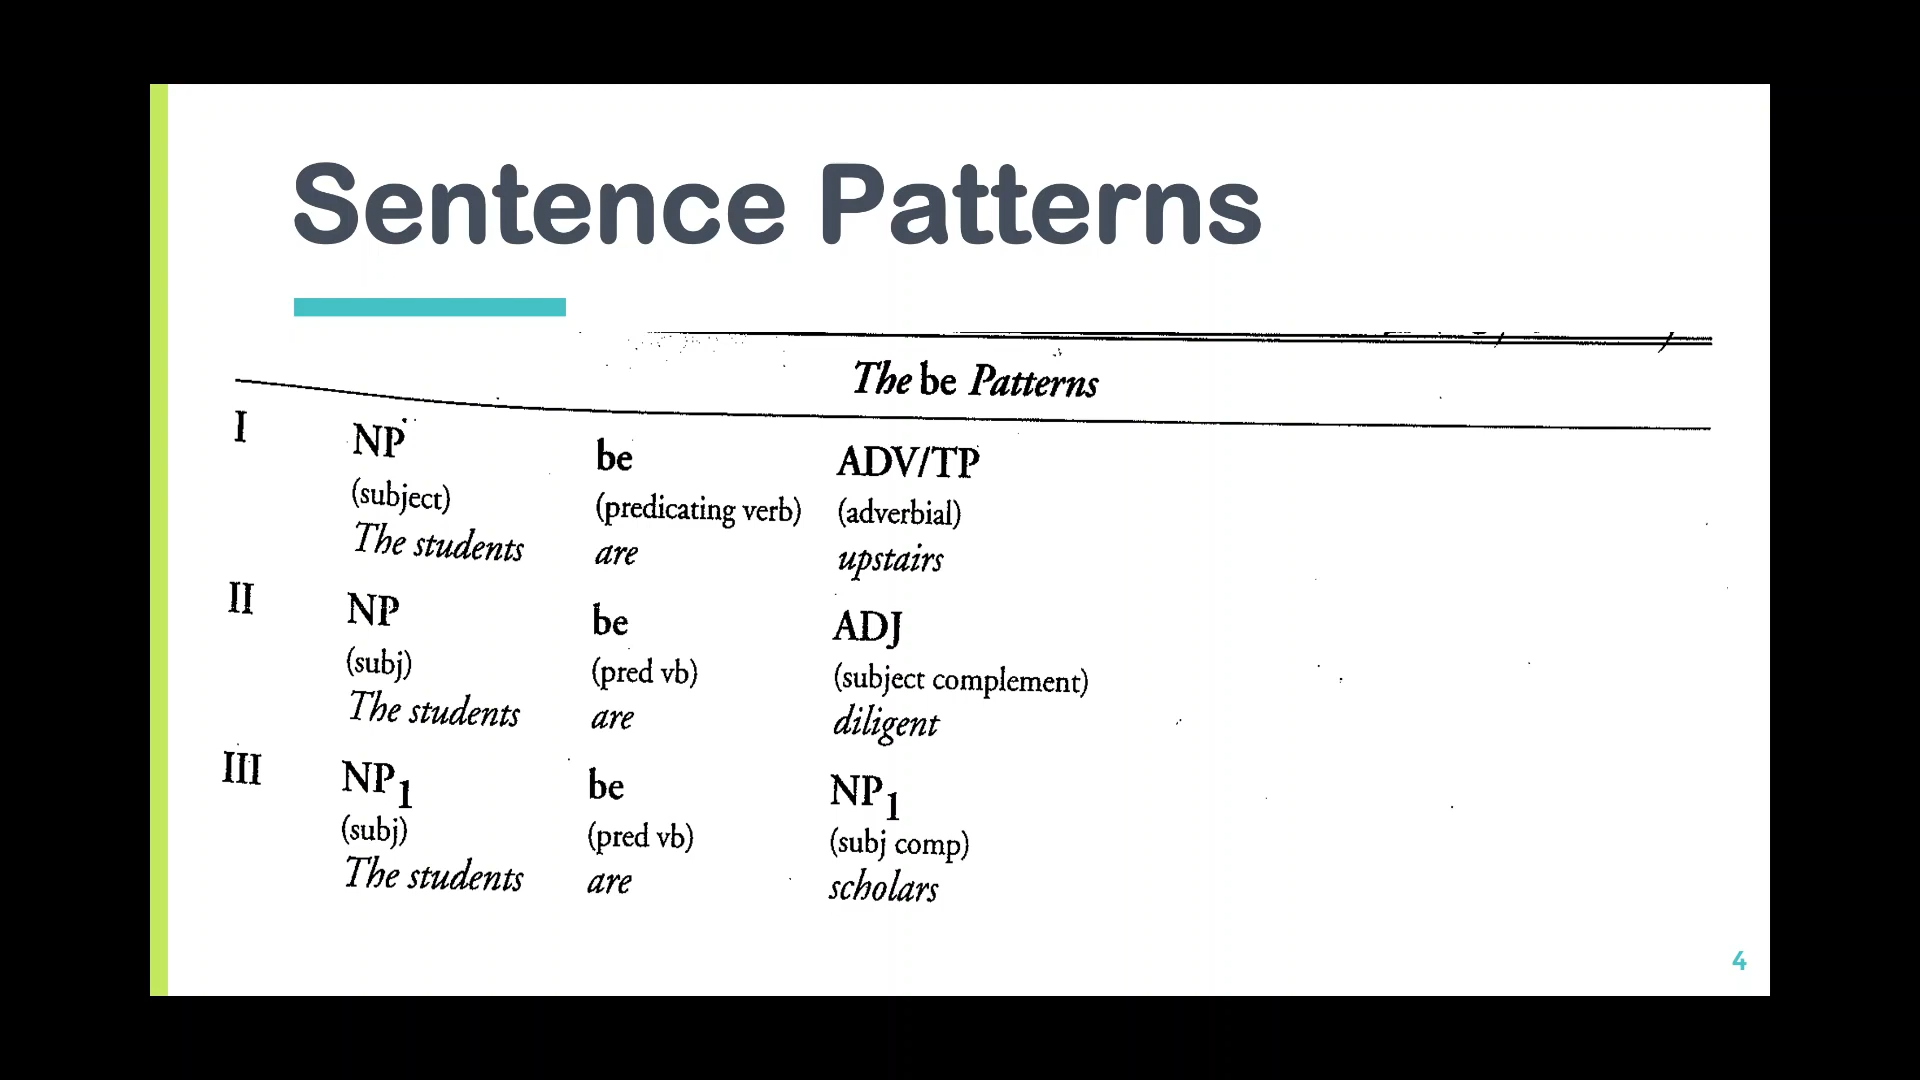 Sentence Patterns
The be Patterns
I NP be ADV/TP
(subject) (predicating verb) (adverbial)
The students are upstairs
II NP be ADJ
(subj) (pred vb) (subject complement)
The students are diligent
III NP1 be NP1
(subj) (pred vb) (subj comp)
The students are scholars
4